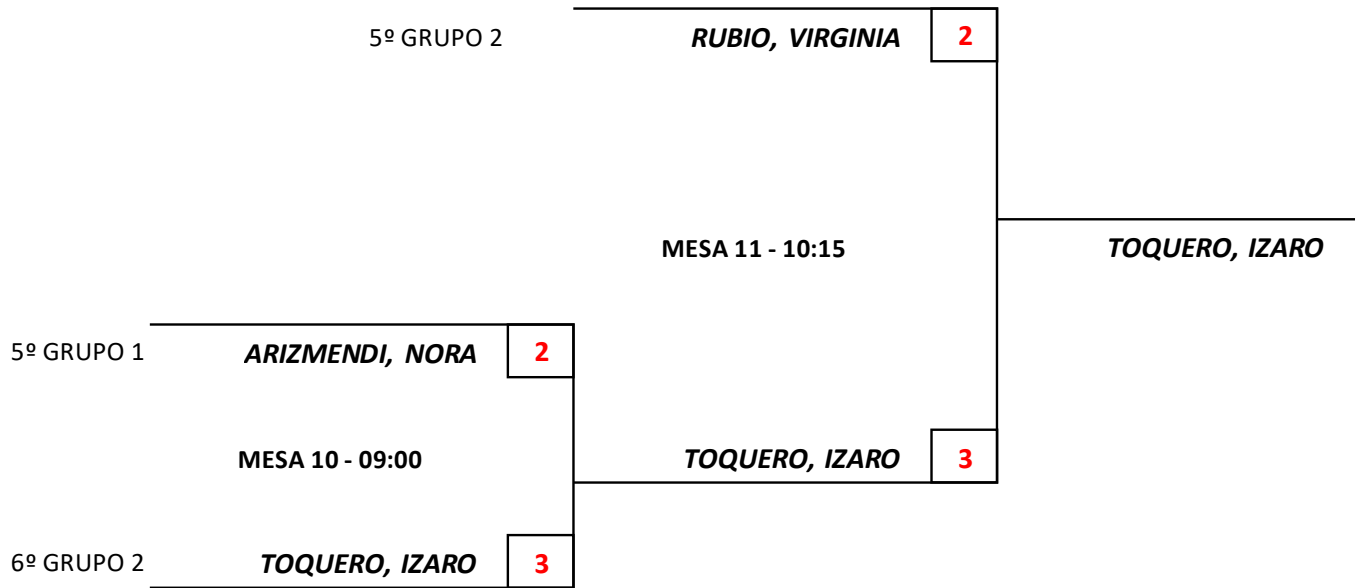 5º GRUPO 2 RUBIO, VIRGINIA 2
MESA 11 - 10:15 TOQUERO, IZARO
5º GRUPO 1 ARIZMENDI, NORA 2
MESA 10 - 09:00 TOQUERO, IZARO 3
6º GRUPO 2 TOQUERO, IZARO 3